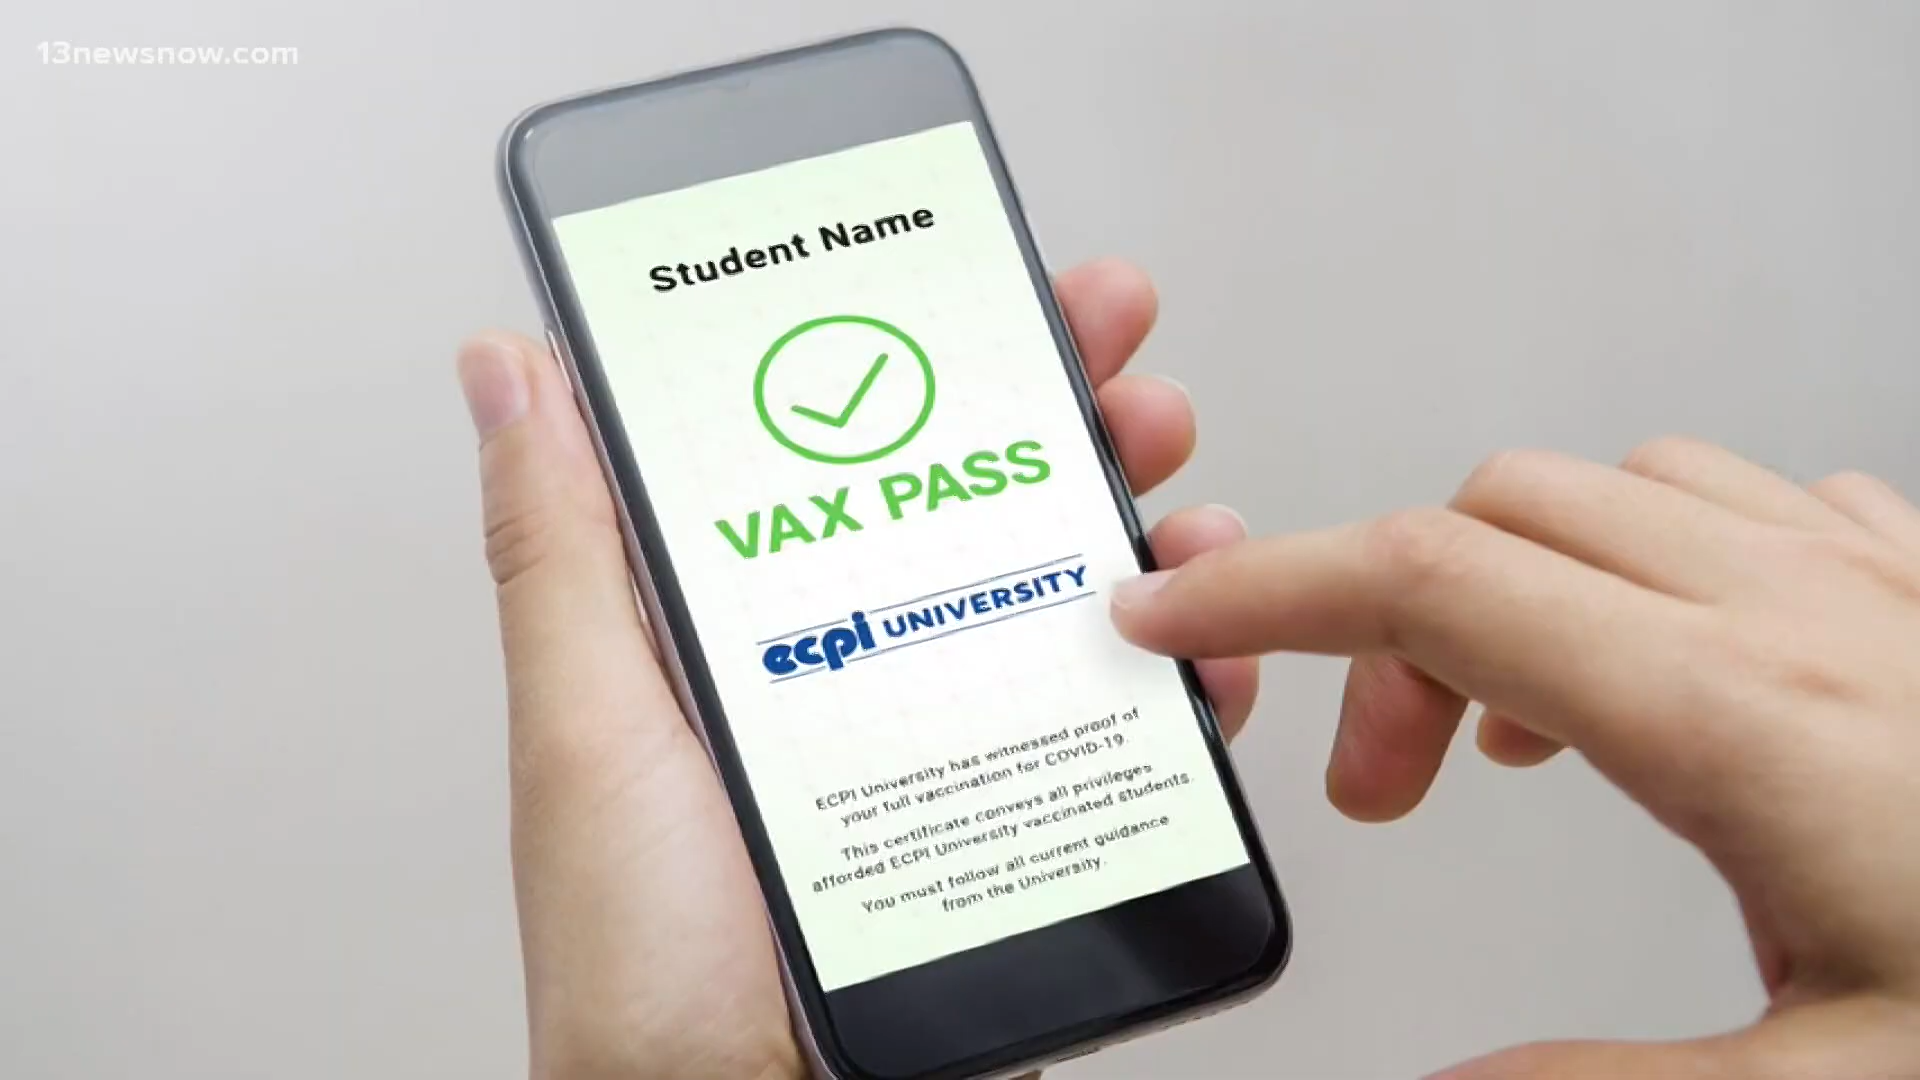 13newsnow.com
Student Name
VAX PASS
ecpi UNIVERSITY
ECPI University has witnessed proof of
your full vaccination for COVID-19.
This certificate conveys all privileges
afforded ECPI University vaccinated students.
You must follow all current guidance
from the University.